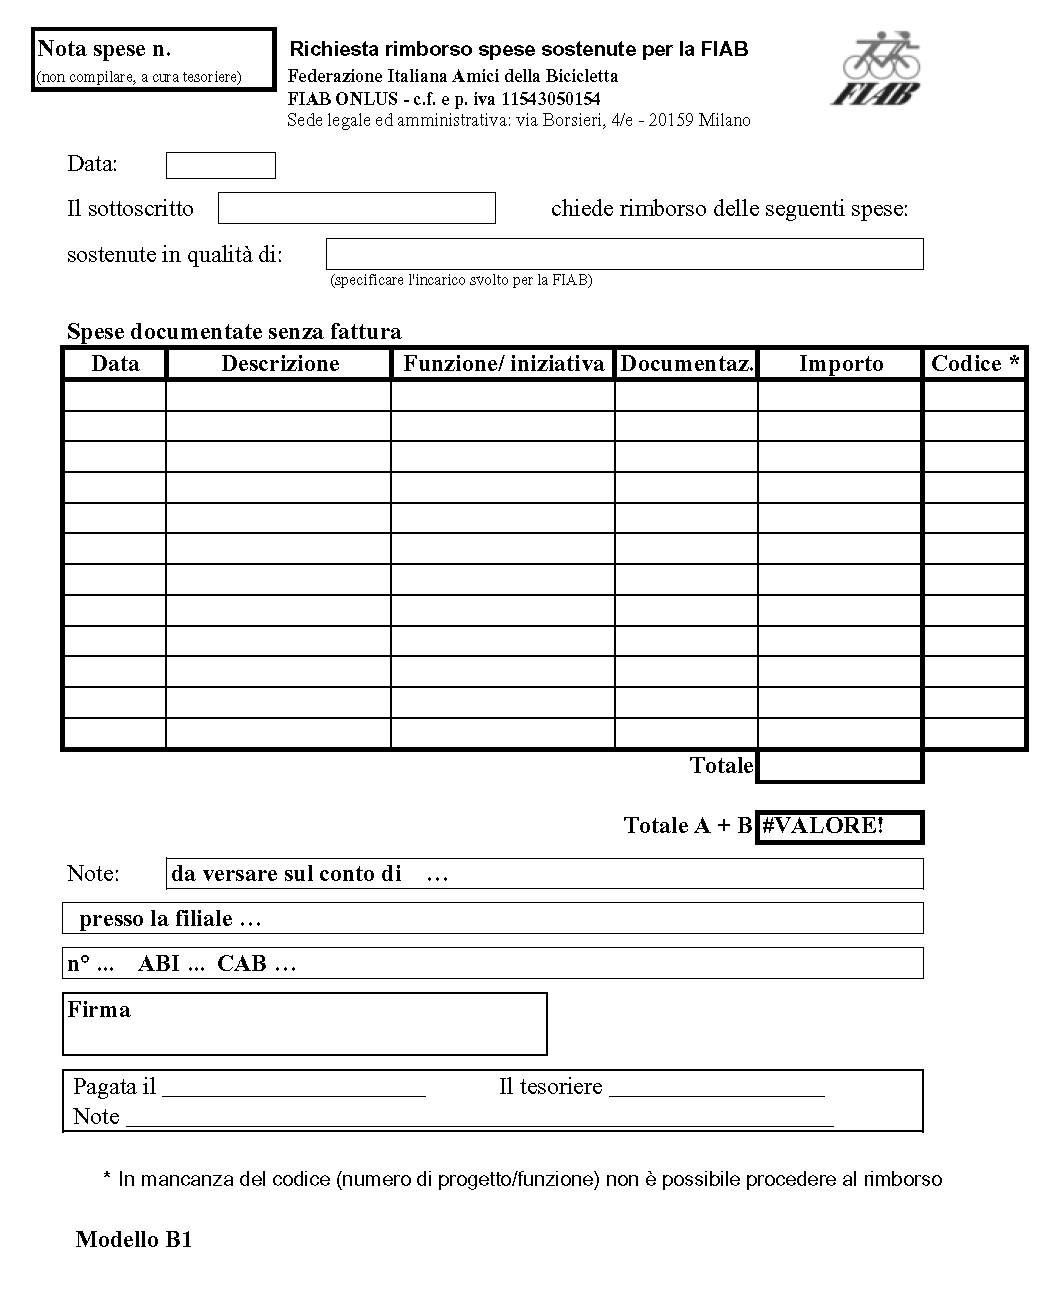 Nota spese n.
(non compilare, a cura tesoriere)
Richiesta rimborso spese sostenute per la FIAB
Federazione Italiana Amici della Bicicletta
FIAB ONLUS - c.f. e p. iva 11543050154
Sede legale ed amministrativa: via Borsieri, 4/e - 20159 Milano
FIAB
Data:
Il sottoscritto chiede rimborso delle seguenti spese:
sostenute in qualità di:
(specificare l'incarico svolto per la FIAB)
Spese documentate senza fattura
Data Descrizione Funzione/ iniziativa Documentaz. Importo Codice *
Totale
Totale A + B #VALORE!
Note: da versare sul conto di …
presso la filiale …
n° ... ABI ... CAB …
Firma
Pagata il ______________________ Il tesoriere __________________
Note ___________________________________________________________
* In mancanza del codice (numero di progetto/funzione) non è possibile procedere al rimborso
Modello B1